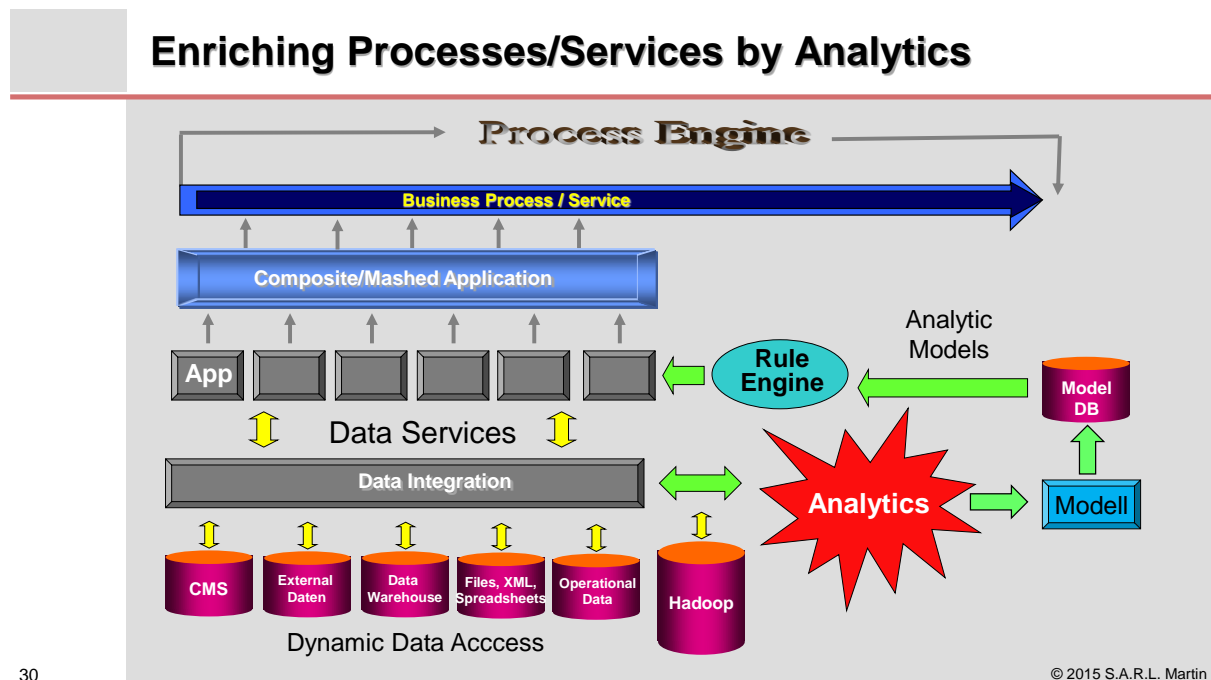 Enriching Processes/Services by Analytics
Process Engine
Business Process / Service
Composite/Mashed Application
Analytic
Models
App
Rule
Engine
Model
DB
Data Services
Data Integration
Analytics
Modell
CMS
External
Daten
Data
Warehouse
Files, XML,
Spreadsheets
Operational
Data
Hadoop
Dynamic Data Acccess
30
© 2015 S.A.R.L. Martin